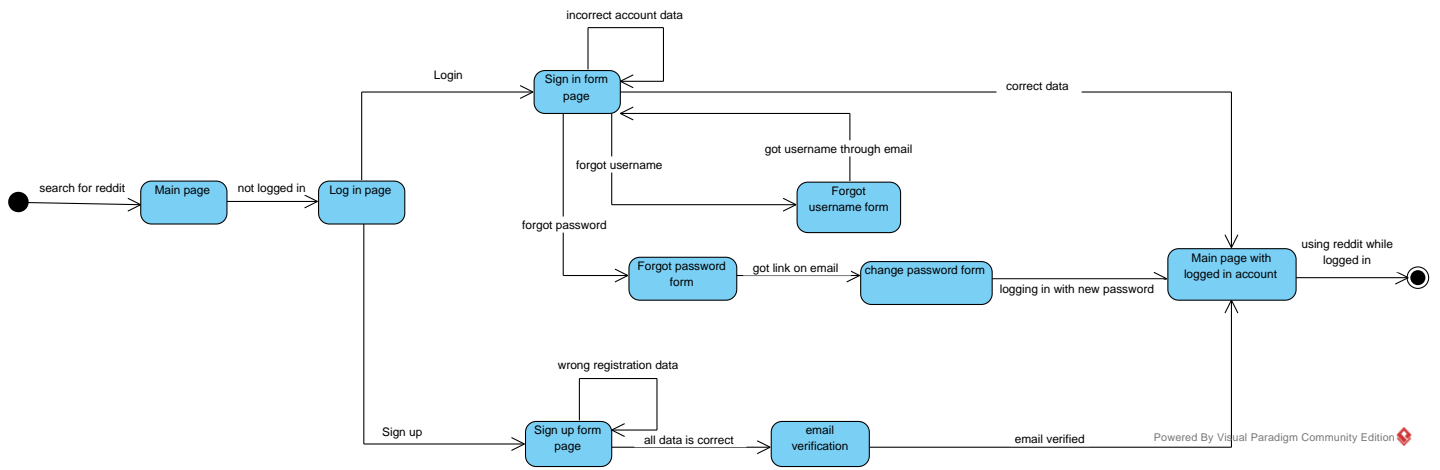 incorrect account data
Login
Sign in form
page
correct data
forgot username
got username through email
search for reddit
Main page
not logged in
Log in page
Forgot
username form
forgot password
Forgot password
form
got link on email
change password form
logging in with new password
Main page with
logged in account
using reddit while
logged in
wrong registration data
Sign up
Sign up form
page
all data is correct
email
verification
email verified
Powered By Visual Paradigm Community Edition